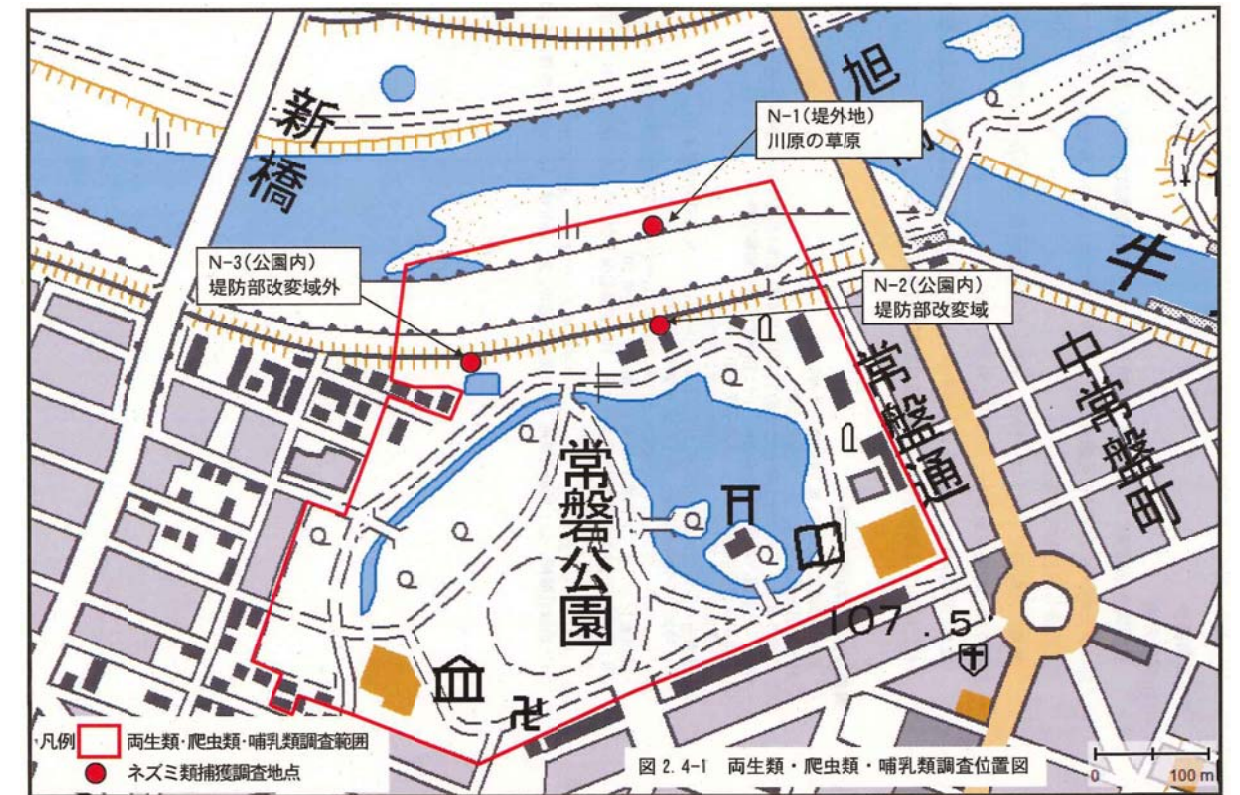 新橋
旭
牛
N-1(堤外地)
川原の草原
N-3(公園内)
堤防部改変域外
N-2(公園内)
堤防部改変域
常盤通
中常盤町
常磐公園
107.5
凡例
両生類・爬虫類・哺乳類調査範囲
ネズミ類捕獲調査地点
図 2.4-1 両生類・爬虫類・哺乳類調査位置図
0 100 m